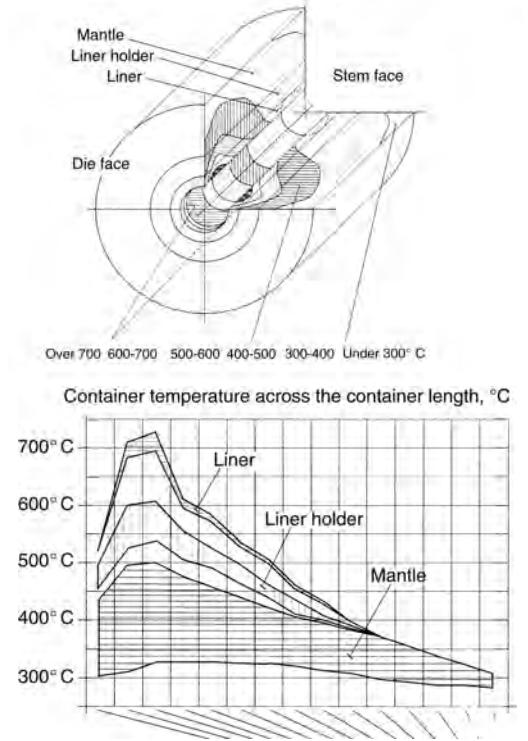 Mantle
Liner holder
Liner
Stem face
Die face
Over 700 600-700 500-600 400-500 300-400 Under 300° C
Container temperature across the container length, °C
700° C
Liner
600° C
Liner holder
500° C
Mantle
400° C
300° C